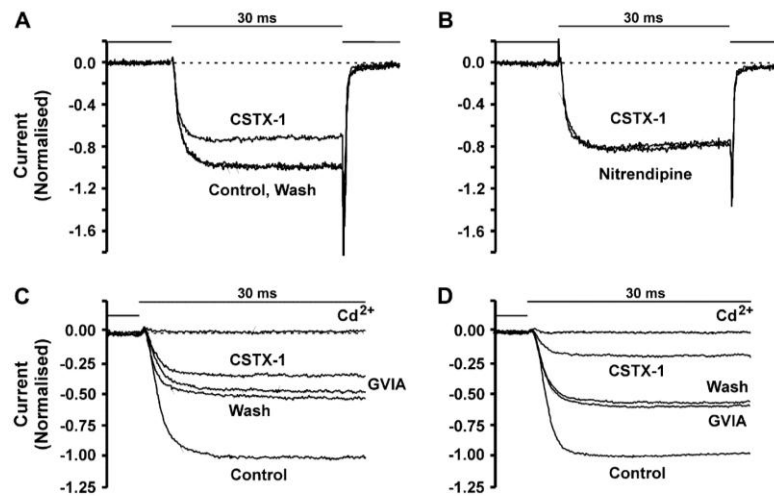 A
30 ms
0.0
-0.4
-0.8
-1.2
-1.6
Current
(Normalised)
CSTX-1
Control, Wash
B
30 ms
0.0
-0.4
-0.8
-1.2
-1.6
CSTX-1
Nitrendipine
C
30 ms
Cd2+
0.00
-0.25
-0.50
-0.75
-1.00
-1.25
Current
(Normalised)
CSTX-1
GVIA
Wash
Control
D
30 ms
Cd2+
0.00
-0.25
-0.50
-0.75
-1.00
-1.25
CSTX-1
Wash
GVIA
Control